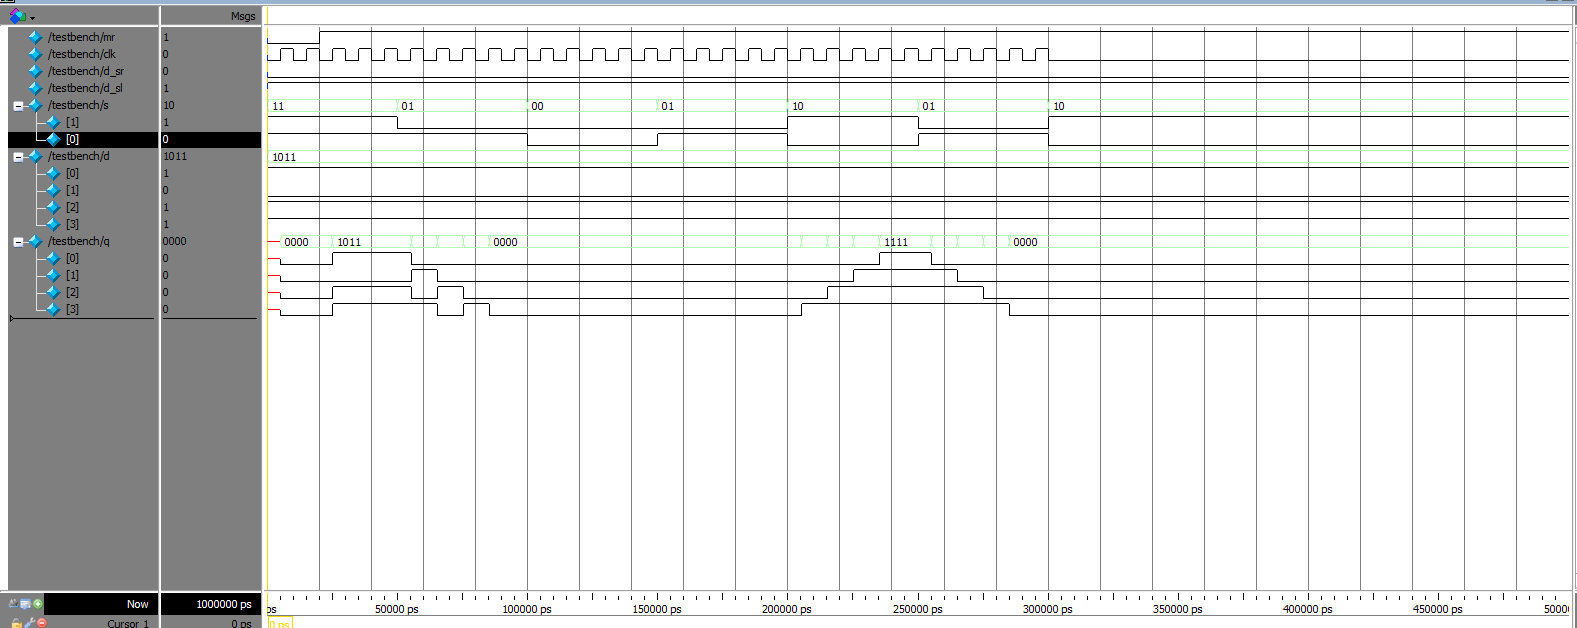 Msgs
/testbench/mr 1
/testbench/clk 0
/testbench/d_sr 0
/testbench/d_sl 1
/testbench/s 10 11 01 00 01 10 01 10
[1] 1
[0] 0
/testbench/d 1011 1011
[0] 1
[1] 0
[2] 1
[3] 1
/testbench/q 0000 0000 1011 0000 1111 0000
[0] 0
[1] 0
[2] 0
[3] 0
Now 1000000 ps ps 50000 ps 100000 ps 150000 ps 200000 ps 250000 ps 300000 ps 350000 ps 400000 ps 450000 ps 5000
Cursor 1 0 ps 0 ps